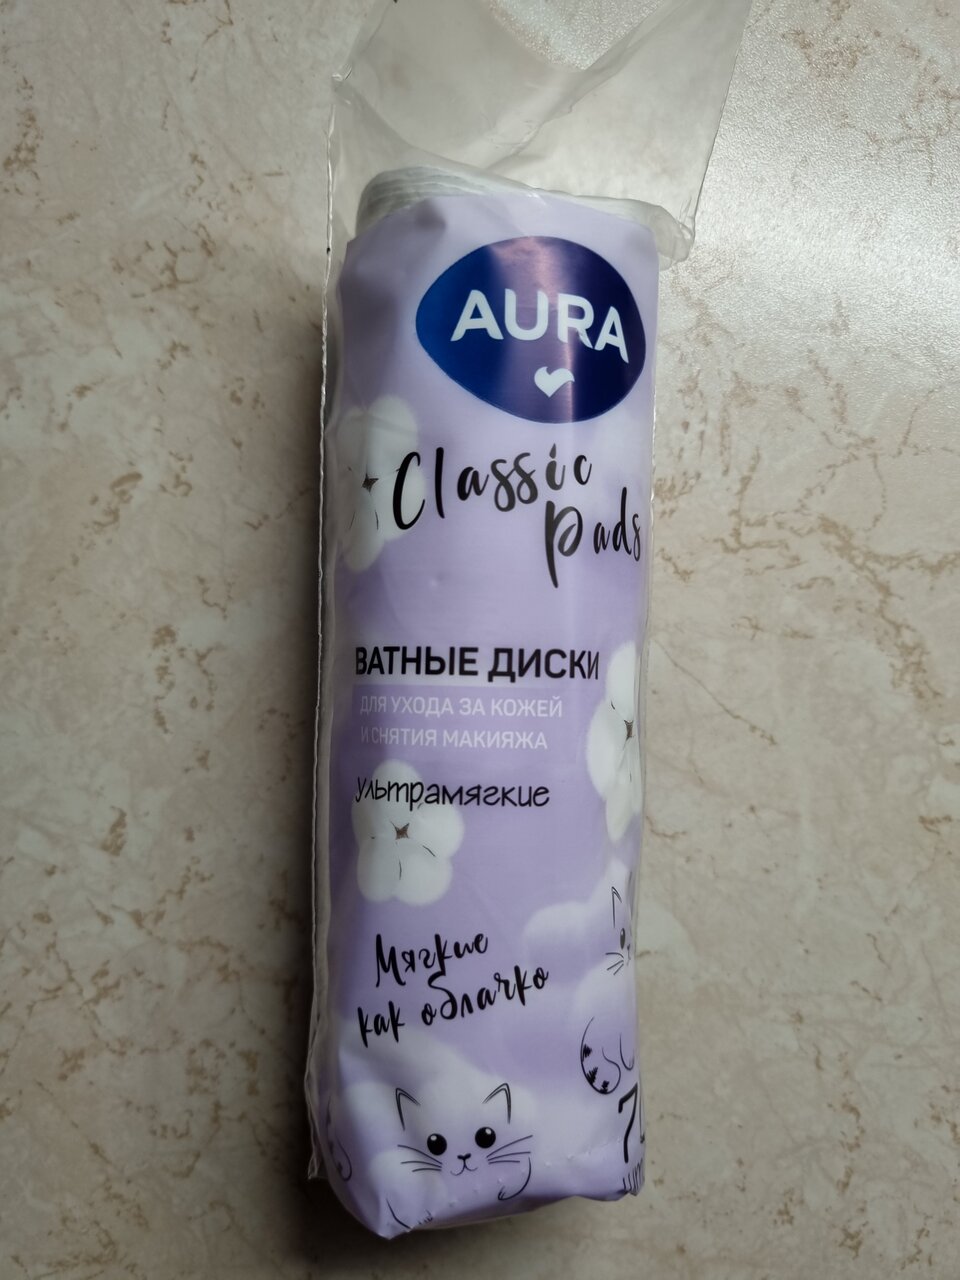 AURA
Classic
Pads
ВАТНЫЕ ДИСКИ
ДЛЯ УХОДА ЗА КОЖЕЙ
И СНЯТИЯ МАКИЯЖА
ультрамягкие
Мягкие
как облачко